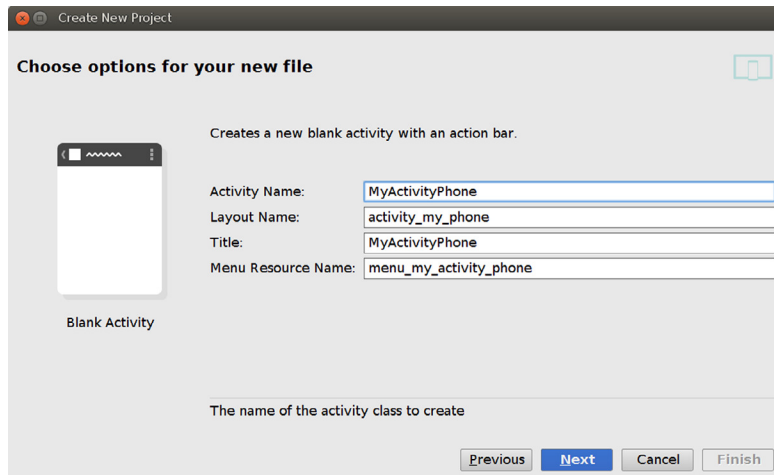 Create New Project
Choose options for your new file
Creates a new blank activity with an action bar.
Activity Name: MyActivityPhone
Layout Name: activity_my_phone
Title: MyActivityPhone
Menu Resource Name: menu_my_activity_phone
Blank Activity
The name of the activity class to create
Previous Next Cancel Finish